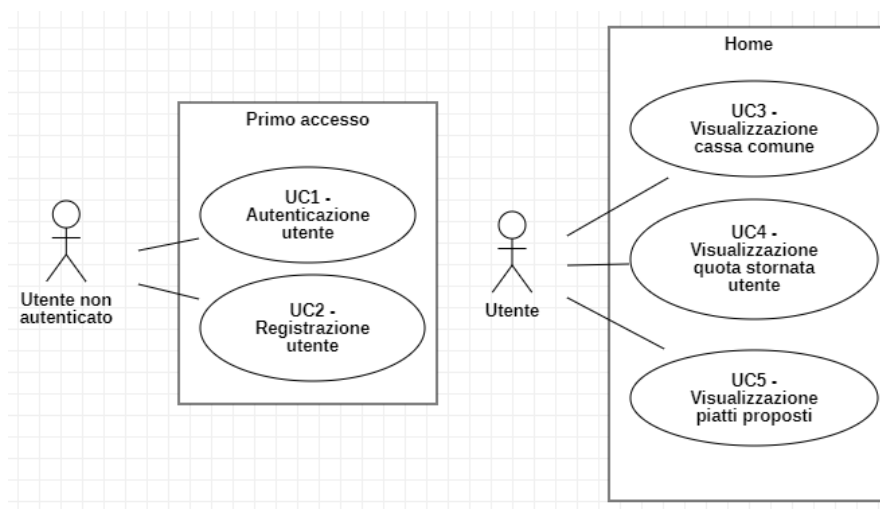 Primo accesso
UC1 -
Autenticazione
utente
UC2 -
Registrazione
utente
Utente non
autenticato
Home
UC3 -
Visualizzazione
cassa comune
UC4 -
Visualizzazione
quota stornata
utente
UC5 -
Visualizzazione
piatti proposti
Utente